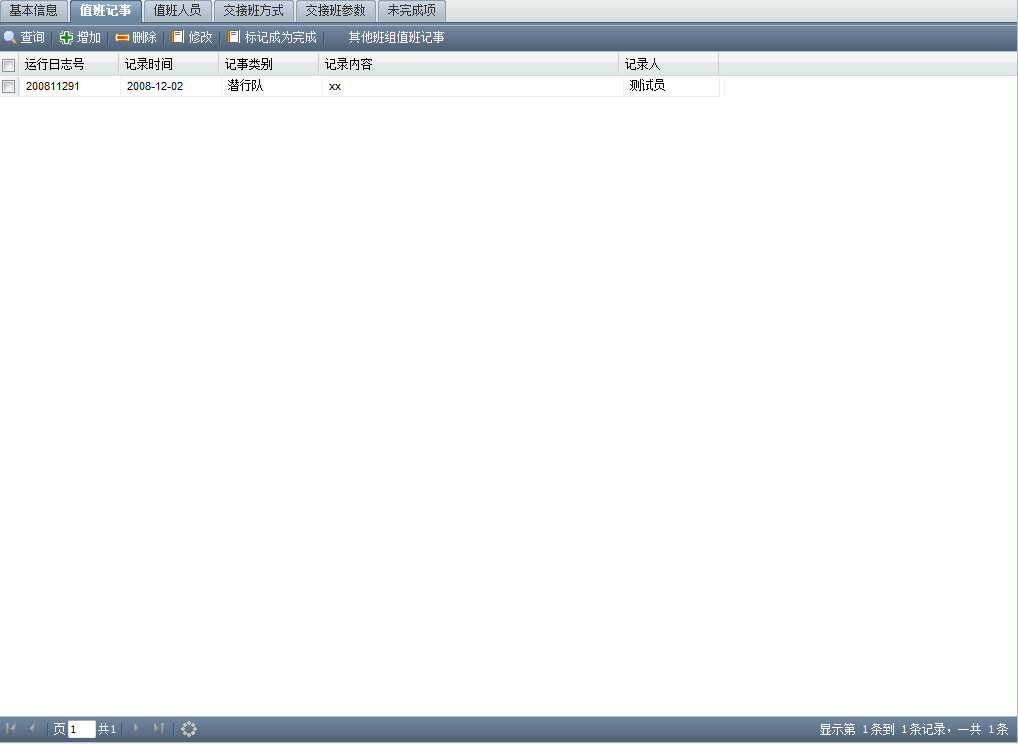 基本信息 值班记事 值班人员 交接班方式 交接班参数 未完成项
查询 增加 删除 修改 标记成为完成 其他班组值班记事
运行日志号 记录时间 记事类别 记录内容 记录人
200811291 2008-12-02 潜行队 xx 测试员
页 1 共1 显示第 1条到 1条记录，一共 1条